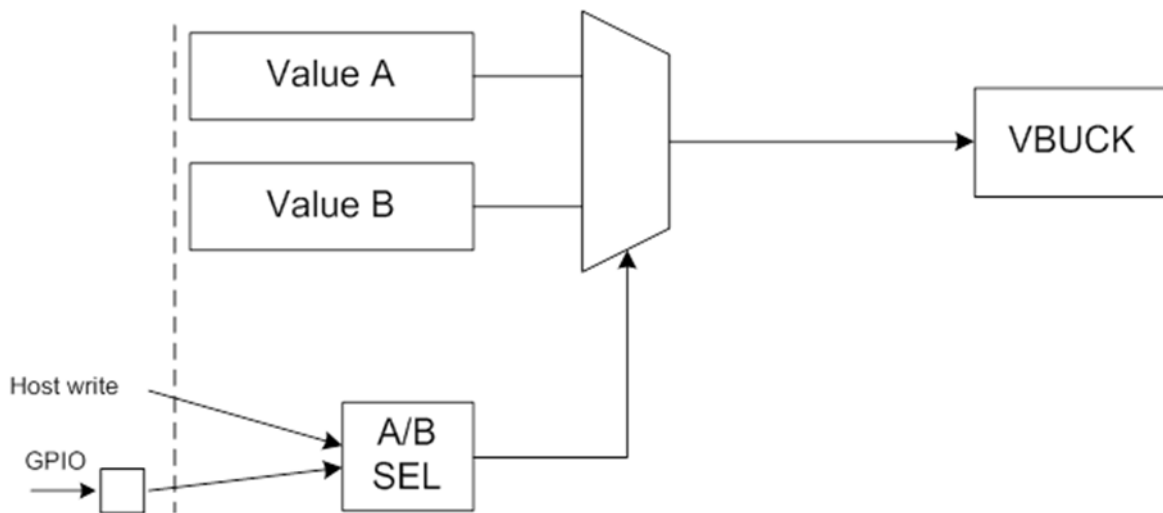 Value A
VBUCK
Value B
Host write
A/B
SEL
GPIO